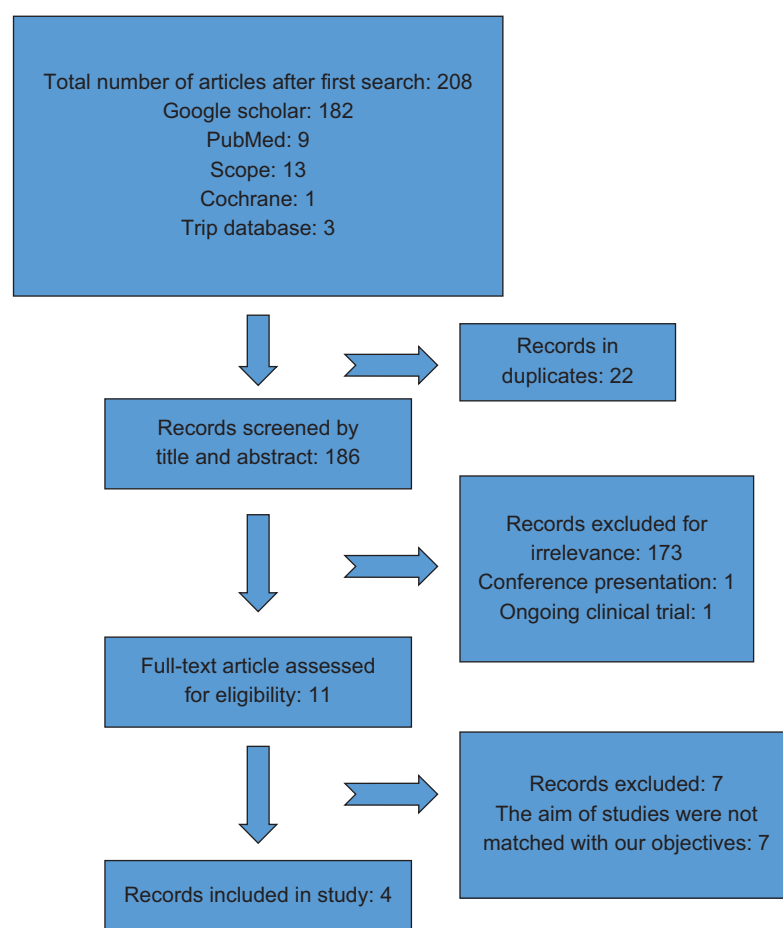 Total number of articles after first search: 208
Google scholar: 182
PubMed: 9
Scope: 13
Cochrane: 1
Trip database: 3
Records in
duplicates: 22
Records screened by
title and abstract: 186
Records excluded for
irrelevance: 173
Conference presentation: 1
Ongoing clinical trial: 1
Full-text article assessed
for eligibility: 11
Records excluded: 7
The aim of studies were not
matched with our objectives: 7
Records included in study: 4